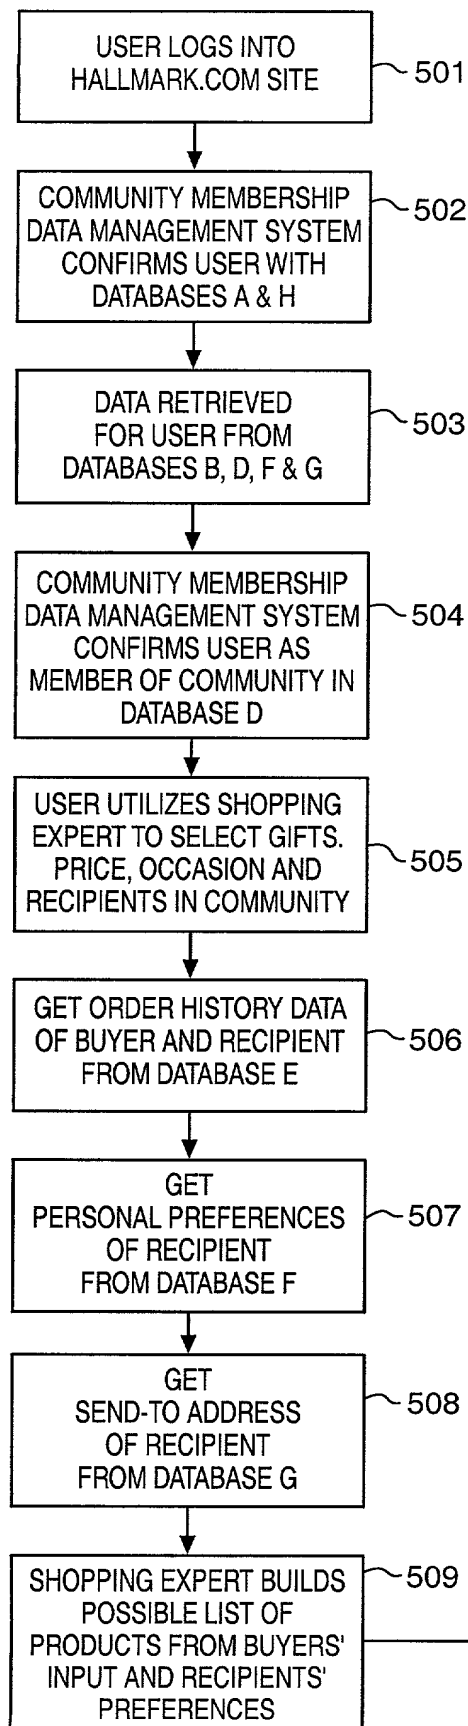 USER LOGS INTO
HALLMARK.COM SITE
501
COMMUNITY MEMBERSHIP
DATA MANAGEMENT SYSTEM
CONFIRMS USER WITH
DATABASES A & H
502
DATA RETRIEVED
FOR USER FROM
DATABASES B, D, F & G
503
COMMUNITY MEMBERSHIP
DATA MANAGEMENT SYSTEM
CONFIRMS USER AS
MEMBER OF COMMUNITY IN
DATABASE D
504
USER UTILIZES SHOPPING
EXPERT TO SELECT GIFTS.
PRICE, OCCASION AND
RECIPIENTS IN COMMUNITY
505
GET ORDER HISTORY DATA
OF BUYER AND RECIPIENT
FROM DATABASE E
506
GET
PERSONAL PREFERENCES
OF RECIPIENT
FROM DATABASE F
507
GET
SEND-TO ADDRESS
OF RECIPIENT
FROM DATABASE G
508
SHOPPING EXPERT BUILDS
POSSIBLE LIST OF
PRODUCTS FROM BUYERS'
INPUT AND RECIPIENTS'
PREFERENCES
509